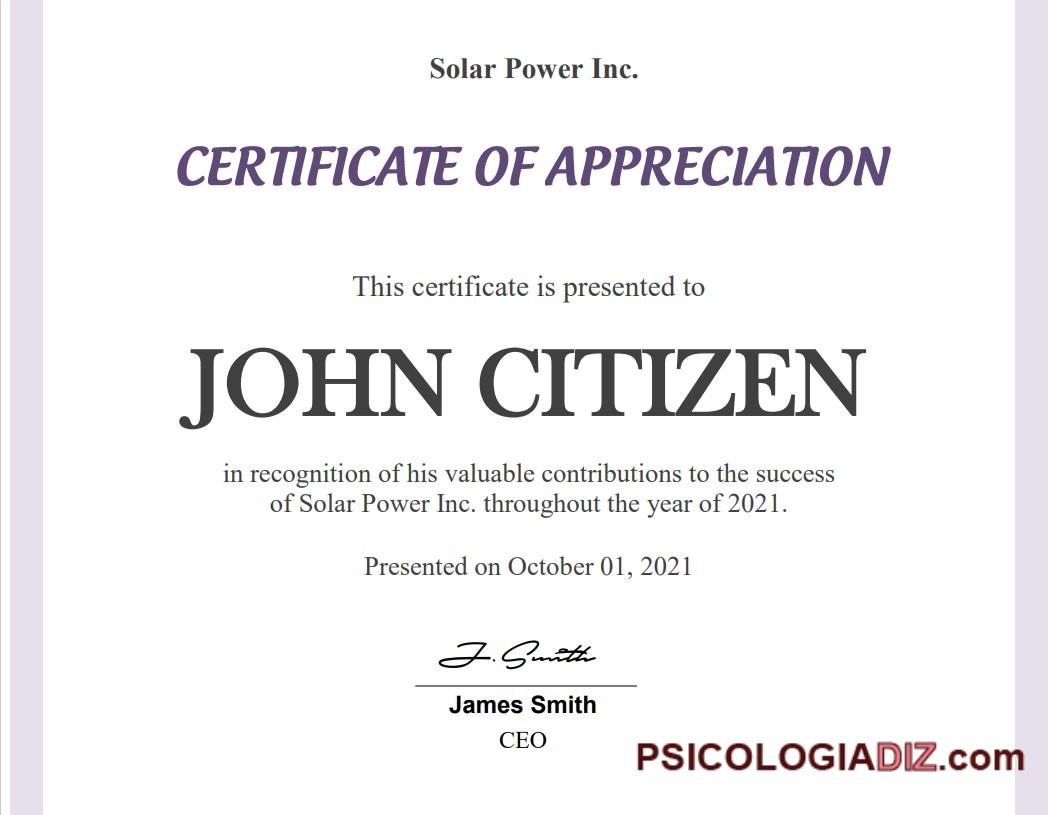 Solar Power Inc.
CERTIFICATE OF APPRECIATION
This certificate is presented to
JOHN CITIZEN
in recognition of his valuable contributions to the success
of Solar Power Inc. throughout the year of 2021.
Presented on October 01, 2021
J. Smith
James Smith
CEO
PSICOLOGIADIZ.com